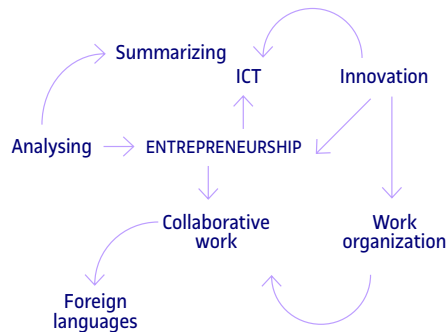 Summarizing
ICT
Innovation
Analysing
ENTREPRENEURSHIP
Collaborative
work
Work
organization
Foreign
languages